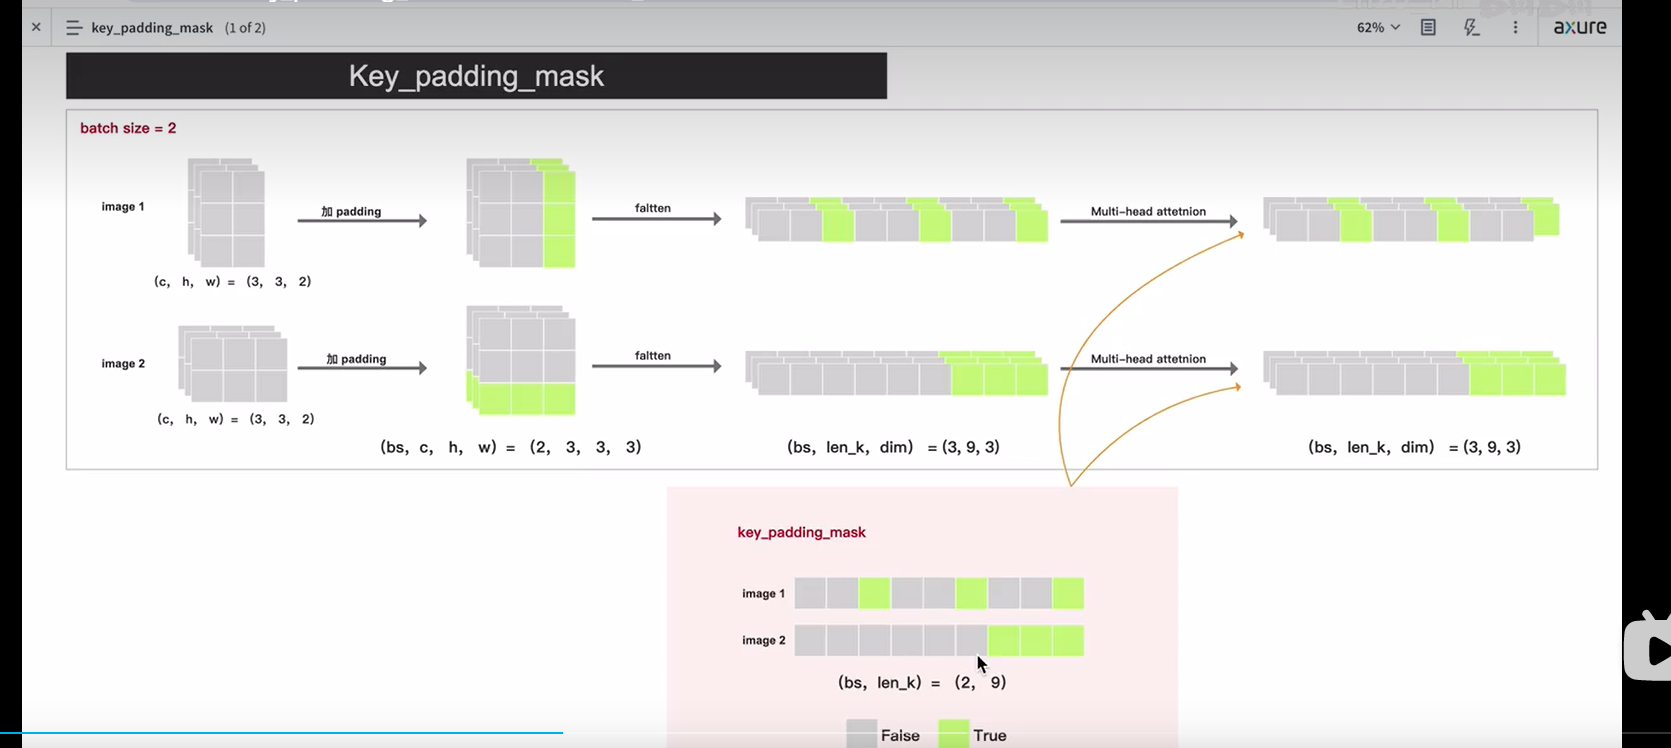 key_padding_mask (1 of 2)
62%
axure
Key_padding_mask
batch size = 2
image 1
加 padding
faltten
Multi-head attetnion
(c, h, w) = (3, 3, 2)
image 2
加 padding
faltten
Multi-head attetnion
(c, h, w) = (3, 3, 2)
(bs, c, h, w) = (2, 3, 3, 3)
(bs, len_k, dim) = (3, 9, 3)
(bs, len_k, dim) = (3, 9, 3)
key_padding_mask
image 1
image 2
(bs, len_k) = (2, 9)
False
True